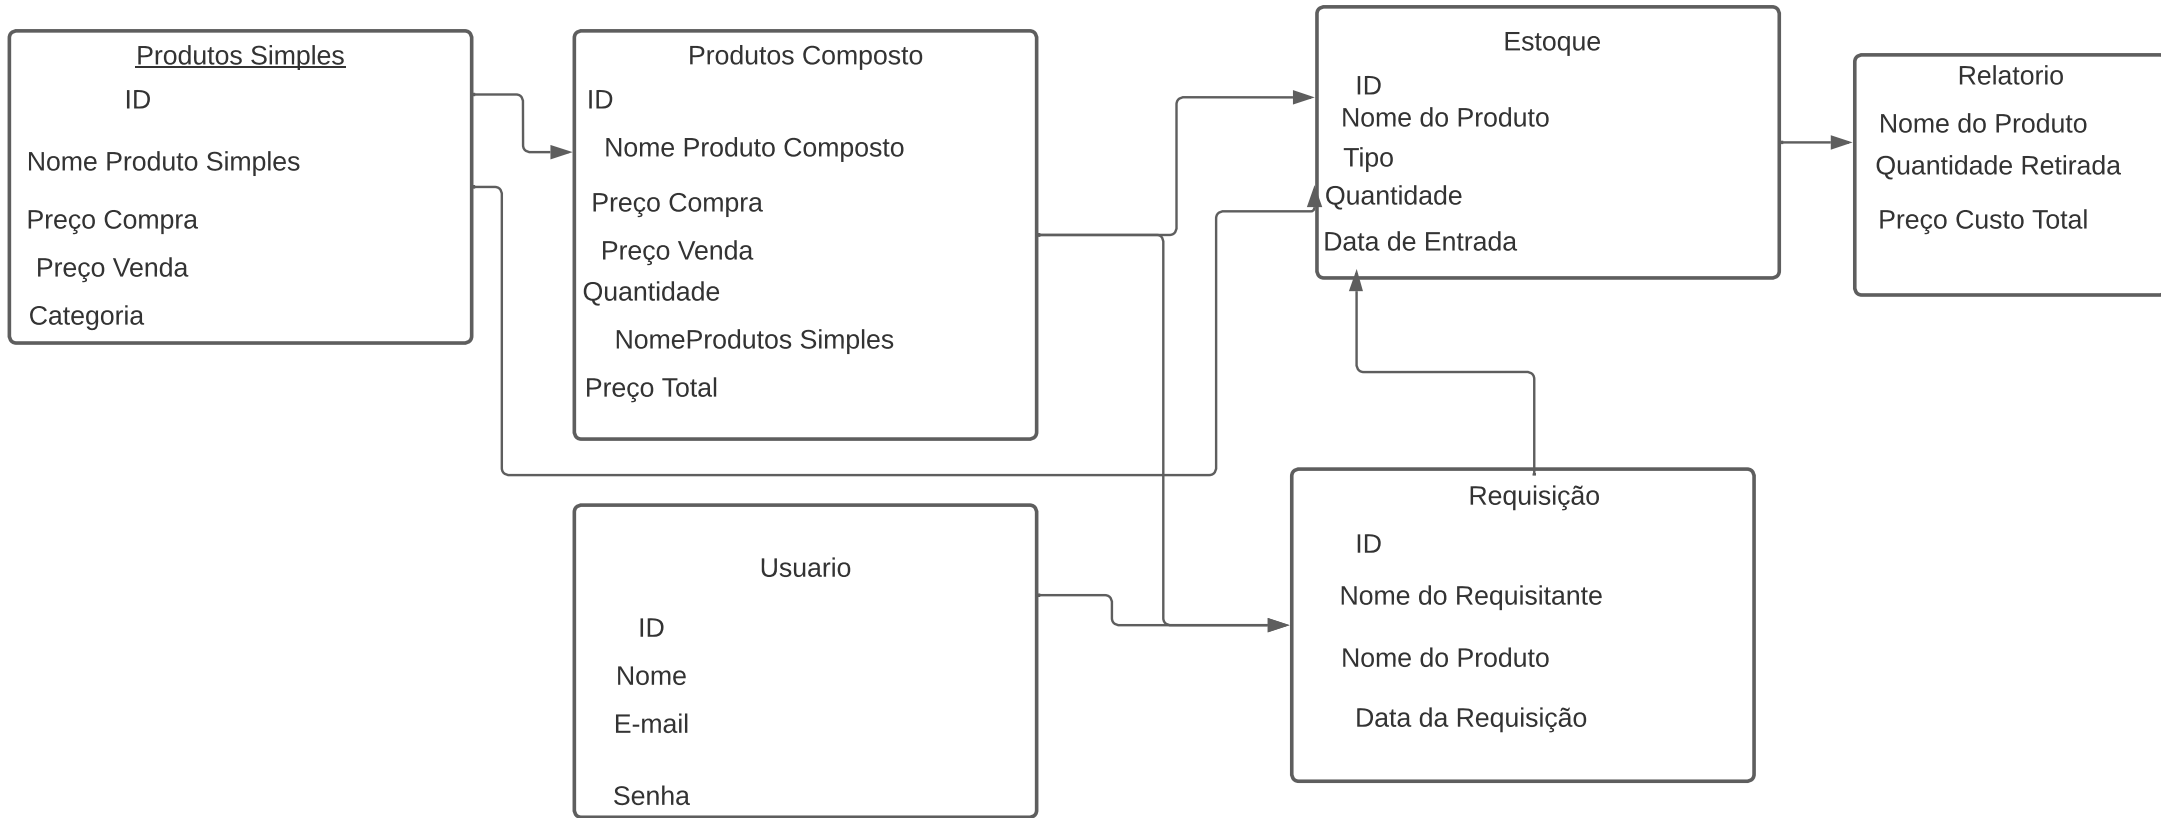 Produtos Simples
ID
Nome Produto Simples
Preço Compra
Preço Venda
Categoria
Produtos Composto
ID
Nome Produto Composto
Preço Compra
Preço Venda
Quantidade
NomeProdutos Simples
Preço Total
Estoque
ID
Nome do Produto
Tipo
Quantidade
Data de Entrada
Relatorio
Nome do Produto
Quantidade Retirada
Preço Custo Total
Usuario
ID
Nome
E-mail
Senha
Requisição
ID
Nome do Requisitante
Nome do Produto
Data da Requisição